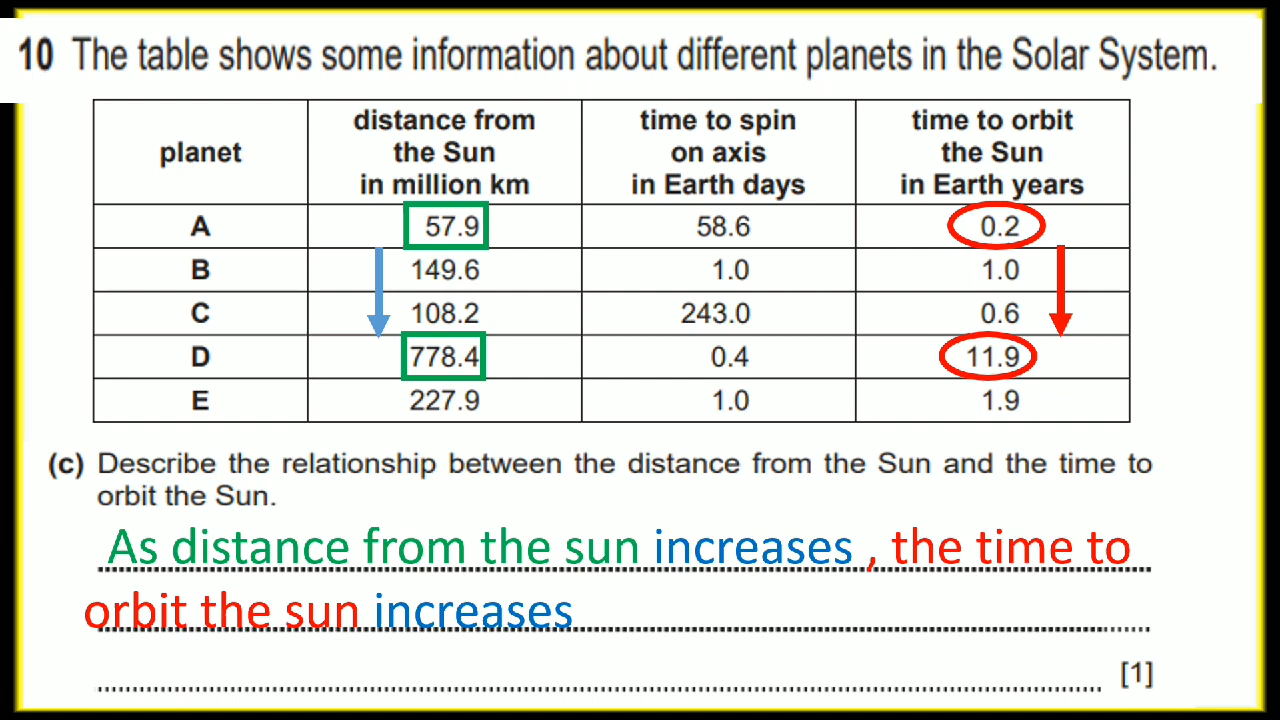 10 The table shows some information about different planets in the Solar System.
planet distance from the Sun in million km time to spin on axis in Earth days time to orbit the Sun in Earth years
A 57.9 58.6 0.2
B 149.6 1.0 1.0
C 108.2 243.0 0.6
D 778.4 0.4 11.9
E 227.9 1.0 1.9
(c) Describe the relationship between the distance from the Sun and the time to
orbit the Sun.
As distance from the sun increases , the time to
orbit the sun increases
[1]